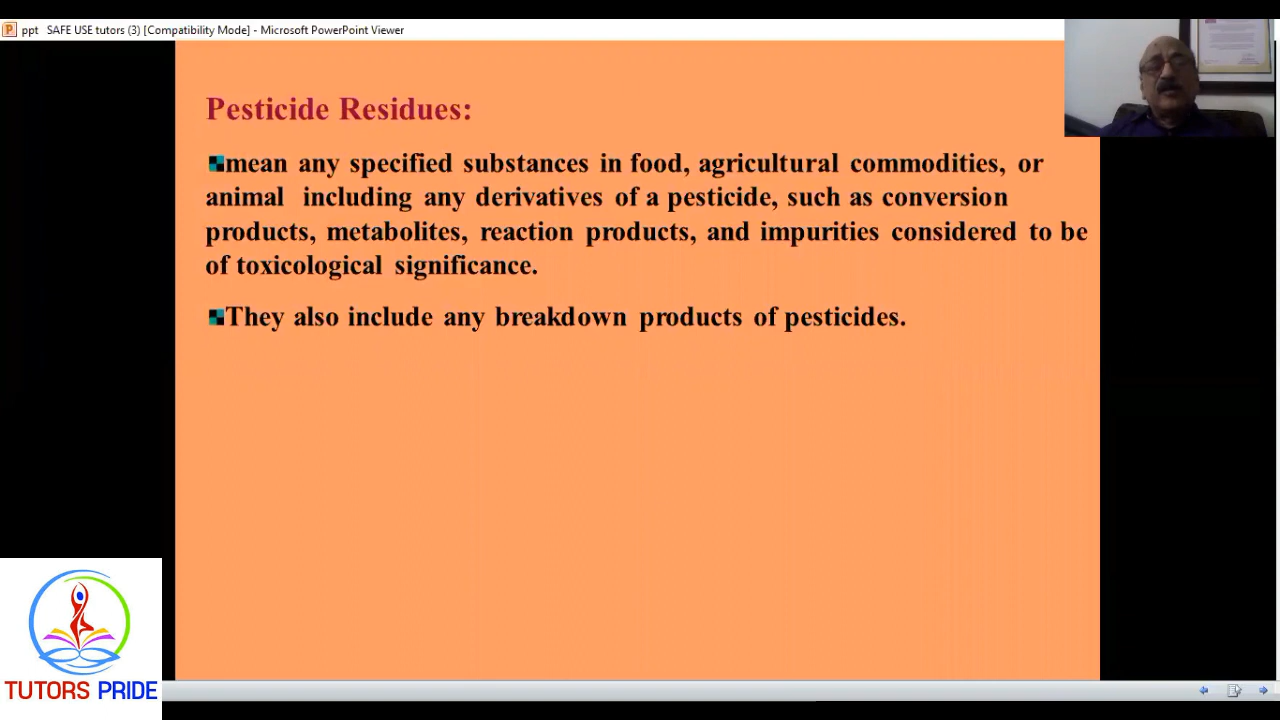 ppt SAFE USE tutors (3) [Compatibility Mode] - Microsoft PowerPoint Viewer
Pesticide Residues:
mean any specified substances in food, agricultural commodities, or
animal including any derivatives of a pesticide, such as conversion
products, metabolites, reaction products, and impurities considered to be
of toxicological significance.
They also include any breakdown products of pesticides.
TUTORS PRIDE